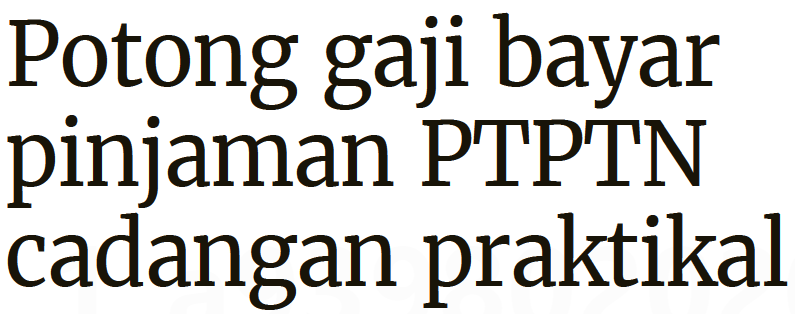 Potong gaji bayar
pinjaman PTPTN
cadangan praktikal